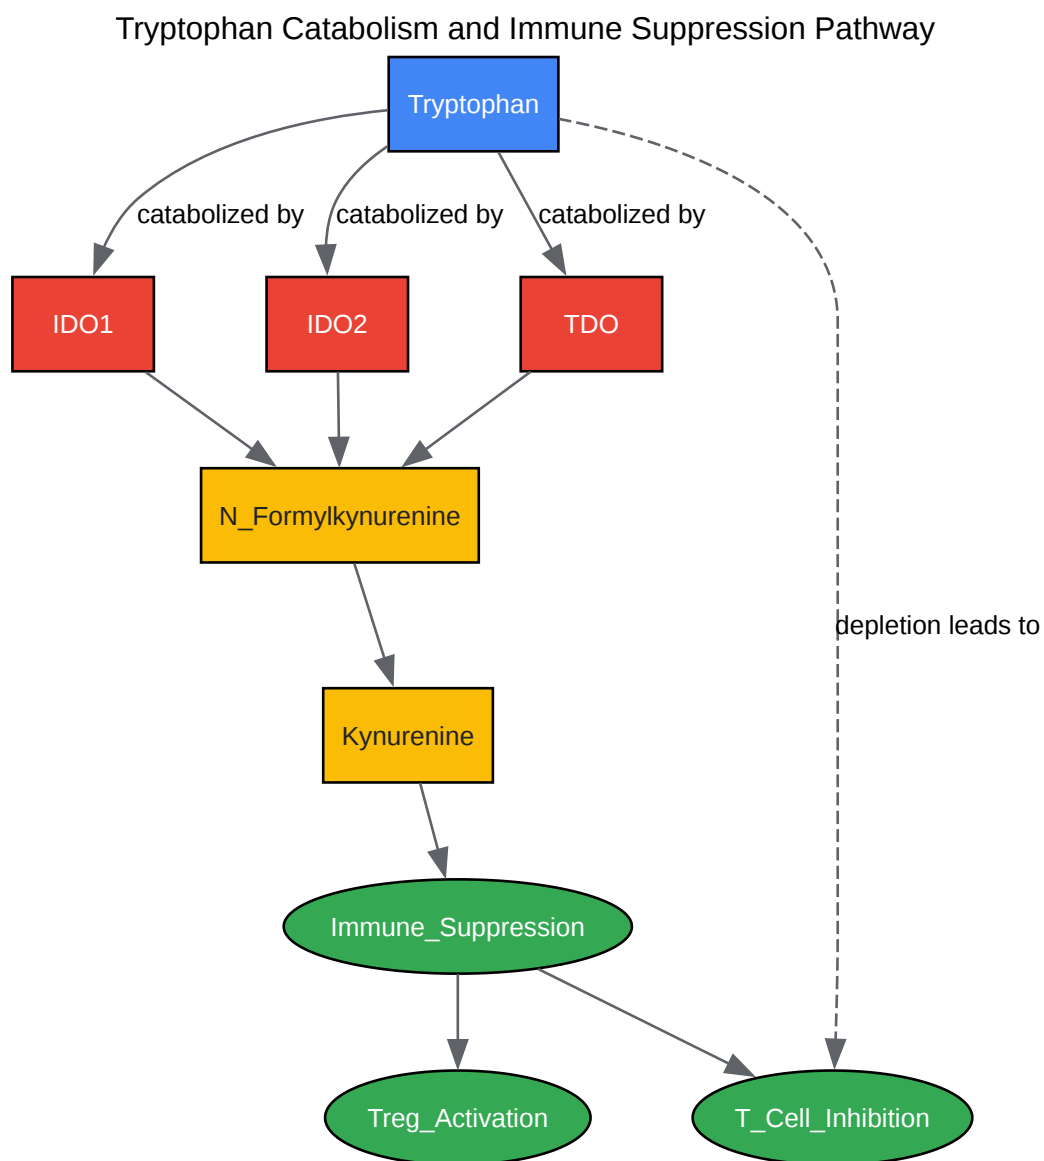 Tryptophan Catabolism and Immune Suppression Pathway
Tryptophan
catabolized by
catabolized by
catabolized by
IDO1
IDO2
TDO
N_Formylkynurenine
depletion leads to
Kynurenine
Immune_Suppression
Treg_Activation
T_Cell_Inhibition